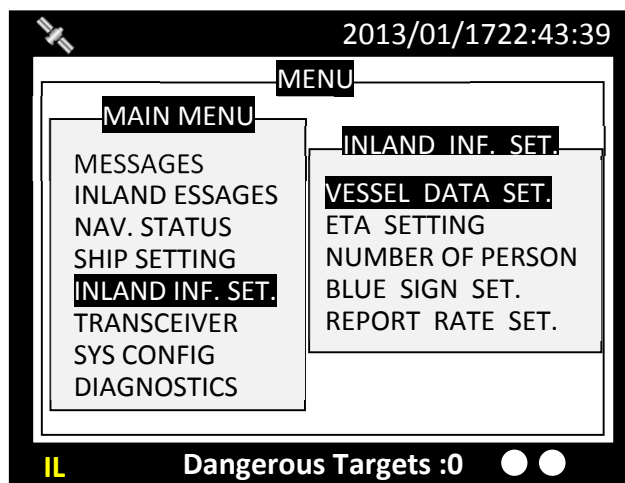 2013/01/1722:43:39
MENU
MAIN MENU
MESSAGES
INLAND ESSAGES
NAV. STATUS
SHIP SETTING
INLAND INF. SET.
TRANSCEIVER
SYS CONFIG
DIAGNOSTICS
INLAND INF. SET.
VESSEL DATA SET.
ETA SETTING
NUMBER OF PERSON
BLUE SIGN SET.
REPORT RATE SET.
IL
Dangerous Targets :0